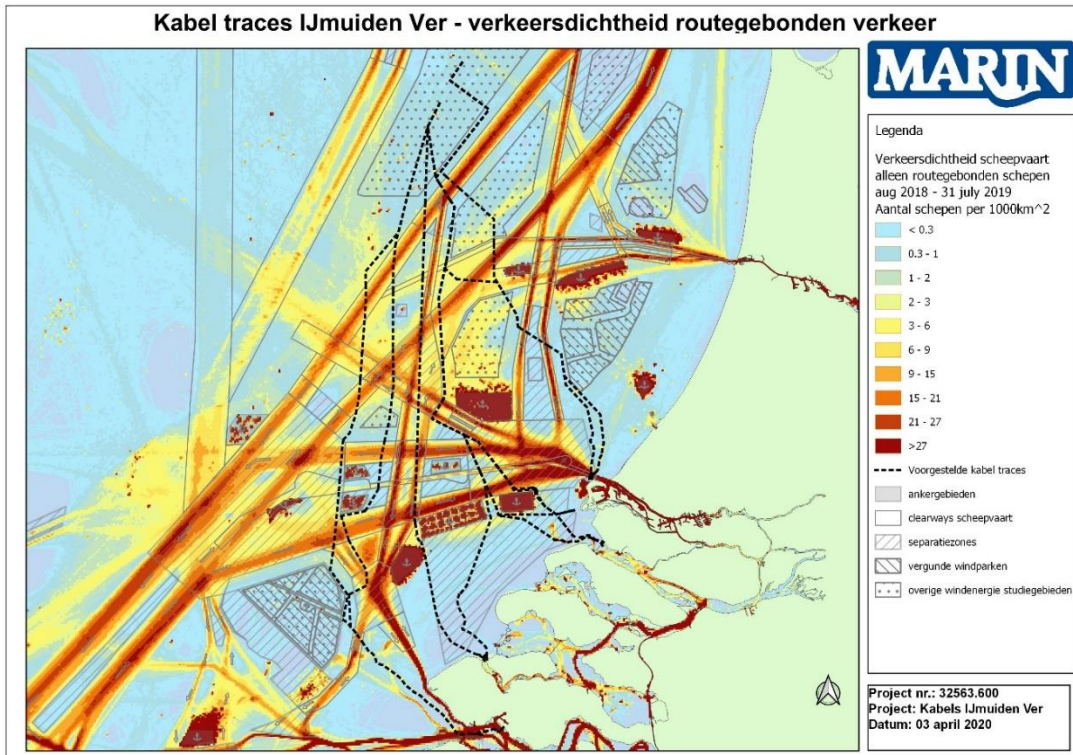 Kabel traces IJmuiden Ver - verkeersdichtheid routegebonden verkeer
MARIN
Legenda
Verkeersdichtheid scheepvaart
alleen routegebonden schepen
aug 2018 - 31 july 2019
Aantal schepen per 1000km^2
< 0.3
0.3 - 1
1 - 2
2 - 3
3 - 6
6 - 9
9 - 15
15 - 21
21 - 27
>27
Voorgestelde kabel traces
ankergebieden
clearways scheepvaart
separatiezones
vergunde windparken
overige windenergie studiegebieden
Project nr.: 32563.600
Project: Kabels IJmuiden Ver
Datum: 03 april 2020